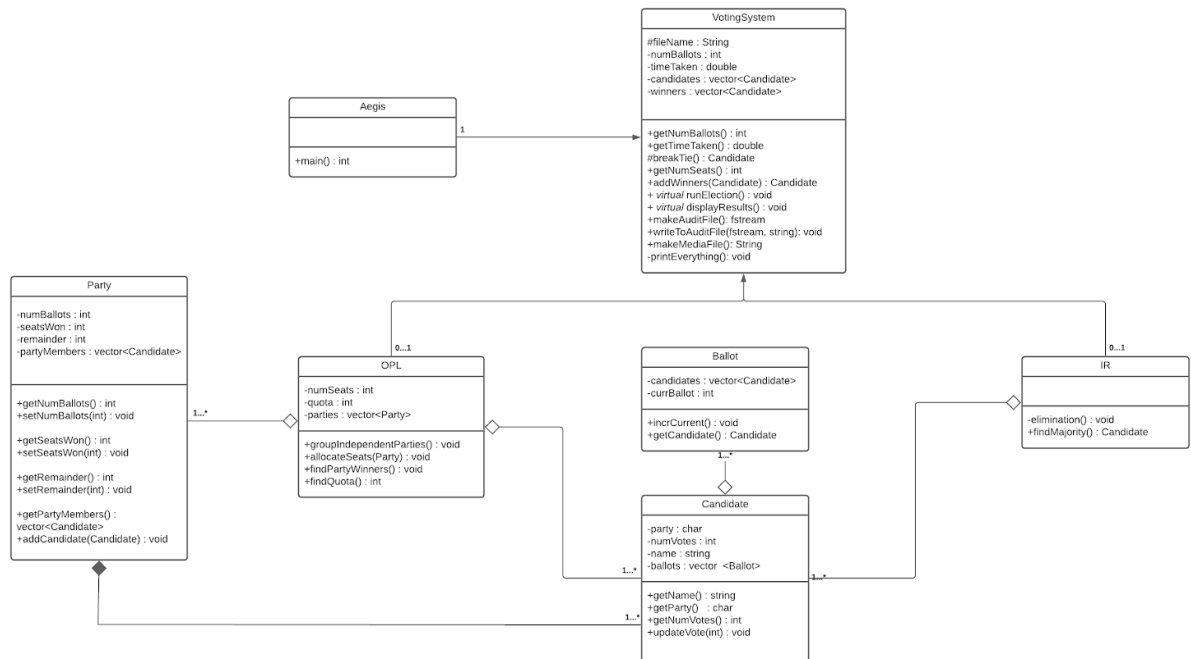 VotingSystem
#fileName : String
-numBallots : int
-timeTaken : double
-candidates : vector<Candidate>
-winners : vector<Candidate>
+getNumBallots() : int
+getTimeTaken() : double
#breakTie() : Candidate
+getNumSeats() : int
+addWinners(Candidate) : Candidate
+ virtual runElection() : void
+ virtual displayResults() : void
+makeAuditFile(): fstream
+writeToAuditFile(fstream, string): void
+makeMediaFile(): String
-printEverything(): void
Aegis
+main() : int
1
Party
-numBallots : int
-seatsWon : int
-remainder : int
-partyMembers : vector<Candidate>
+getNumBallots() : int
+setNumBallots(int) : void
+getSeatsWon() : int
+setSeatsWon(int) : void
+getRemainder() : int
+setRemainder(int) : void
+getPartyMembers() :
vector<Candidate>
+addCandidate(Candidate) : void
1...*
0...1
OPL
-numSeats : int
-quota : int
-parties : vector<Party>
+groupIndependentParties() : void
+allocateSeats(Party) : void
+findPartyWinners() : void
+findQuota() : int
Ballot
-candidates : vector<Candidate>
-currBallot : int
+incrCurrent() : void
+getCandidate() : Candidate
1...*
0...1
IR
-elimination() : void
+findMajority() : Candidate
Candidate
-party : char
-numVotes : int
-name : string
-ballots : vector <Ballot>
+getName() : string
+getParty() : char
+getNumVotes() : int
+updateVote(int) : void
1...*
1...*
1...*